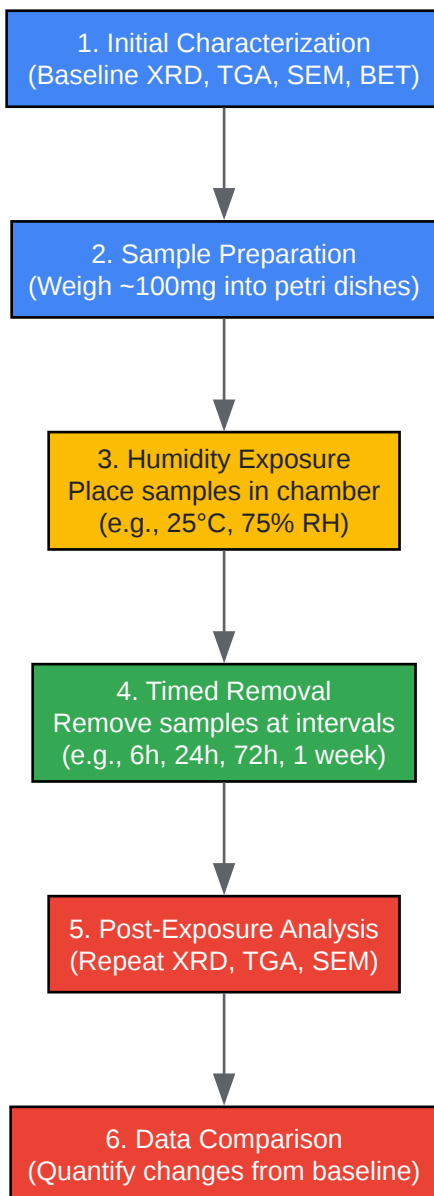 1. Initial Characterization
(Baseline XRD, TGA, SEM, BET)
2. Sample Preparation
(Weigh ~100mg into petri dishes)
3. Humidity Exposure
Place samples in chamber
(e.g., 25°C, 75% RH)
4. Timed Removal
Remove samples at intervals
(e.g., 6h, 24h, 72h, 1 week)
5. Post-Exposure Analysis
(Repeat XRD, TGA, SEM)
6. Data Comparison
(Quantify changes from baseline)